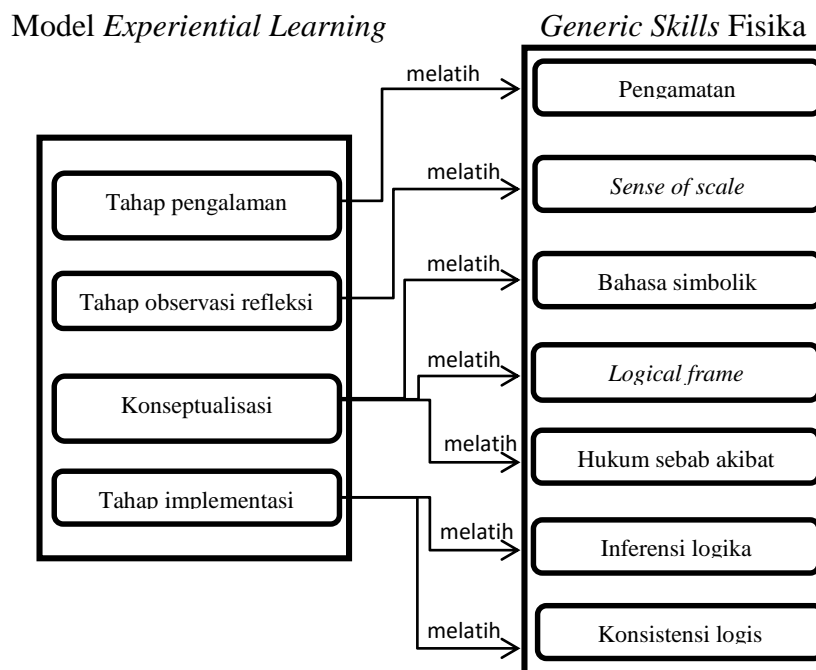 Model Experiential Learning
Generic Skills Fisika
melatih
Pengamatan
Tahap pengalaman
melatih
Sense of scale
Tahap observasi refleksi
melatih
Bahasa simbolik
melatih
Logical frame
Konseptualisasi
melatih
Hukum sebab akibat
Tahap implementasi
melatih
Inferensi logika
melatih
Konsistensi logis